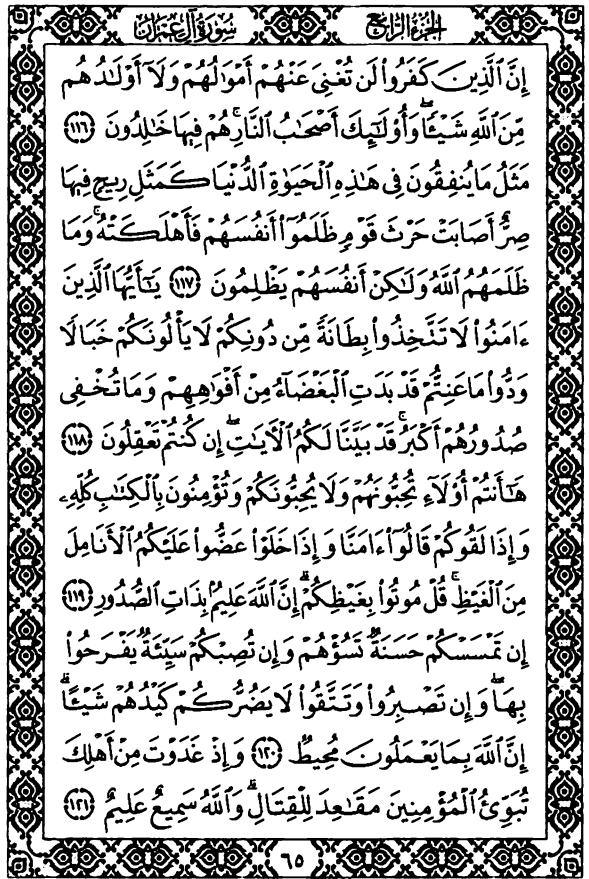 الجزء الرابع سورة آل عمران
إِنَّ ٱلَّذِينَ كَفَرُوا۟ لَن تُغْنِىَ عَنْهُمْ أَمْوَٰلُهُمْ وَلَآ أَوْلَٰدُهُم
مِّنَ ٱللَّهِ شَيْـًٔا ۖ وَأُو۟لَٰٓئِكَ أَصْحَٰبُ ٱلنَّارِ ۚ هُمْ فِيهَا خَٰلِدُونَ ﴿١١٦﴾
مَثَلُ مَا يُنفِقُونَ فِى هَٰذِهِ ٱلْحَيَوٰةِ ٱلدُّنْيَا كَمَثَلِ رِيحٍ فِيهَا
صِرٌّ أَصَابَتْ حَرْثَ قَوْمٍ ظَلَمُوٓا۟ أَنفُسَهُمْ فَأَهْلَكَتْهُ ۚ وَمَا
ظَلَمَهُمُ ٱللَّهُ وَلَٰكِنْ أَنفُسَهُمْ يَظْلِمُونَ ﴿١١٧﴾ يَٰٓأَيُّهَا ٱلَّذِينَ
ءَامَنُوا۟ لَا تَتَّخِذُوا۟ بِطَانَةً مِّن دُونِكُمْ لَا يَأْلُونَكُمْ خَبَالًا
وَدُّوا۟ مَا عَنِتُّمْ قَدْ بَدَتِ ٱلْبَغْضَآءُ مِنْ أَفْوَٰهِهِمْ وَمَا تُخْفِى
صُدُورُهُمْ أَكْبَرُ ۚ قَدْ بَيَّنَّا لَكُمُ ٱلْءَايَٰتِ ۖ إِن كُنتُمْ تَعْقِلُونَ ﴿١١٨﴾
هَٰٓأَنتُمْ أُو۟لَآءِ تُحِبُّونَهُمْ وَلَا يُحِبُّونَكُمْ وَتُؤْمِنُونَ بِٱلْكِتَٰبِ كُلِّهِۦ
وَإِذَا لَقُوكُمْ قَالُوٓا۟ ءَامَنَّا وَإِذَا خَلَوْا۟ عَضُّوا۟ عَلَيْكُمُ ٱلْأَنَامِلَ
مِنَ ٱلْغَيْظِ ۚ قُلْ مُوتُوا۟ بِغَيْظِكُمْ ۗ إِنَّ ٱللَّهَ عَلِيمٌۢ بِذَاتِ ٱلصُّدُورِ ﴿١١٩﴾
إِن تَمْسَسْكُمْ حَسَنَةٌ تَسُؤْهُمْ وَإِن تُصِبْكُمْ سَيِّئَةٌ يَفْرَحُوا۟
بِهَا ۖ وَإِن تَصْبِرُوا۟ وَتَتَّقُوا۟ لَا يَضُرُّكُمْ كَيْدُهُمْ شَيْـًٔا ۗ
إِنَّ ٱللَّهَ بِمَا يَعْمَلُونَ مُحِيطٌ ﴿١٢٠﴾ وَإِذْ غَدَوْتَ مِنْ أَهْلِكَ
تُبَوِّئُ ٱلْمُؤْمِنِينَ مَقَٰعِدَ لِلْقِتَالِ ۗ وَٱللَّهُ سَمِيعٌ عَلِيمٌ ﴿١٢١﴾
٦٥